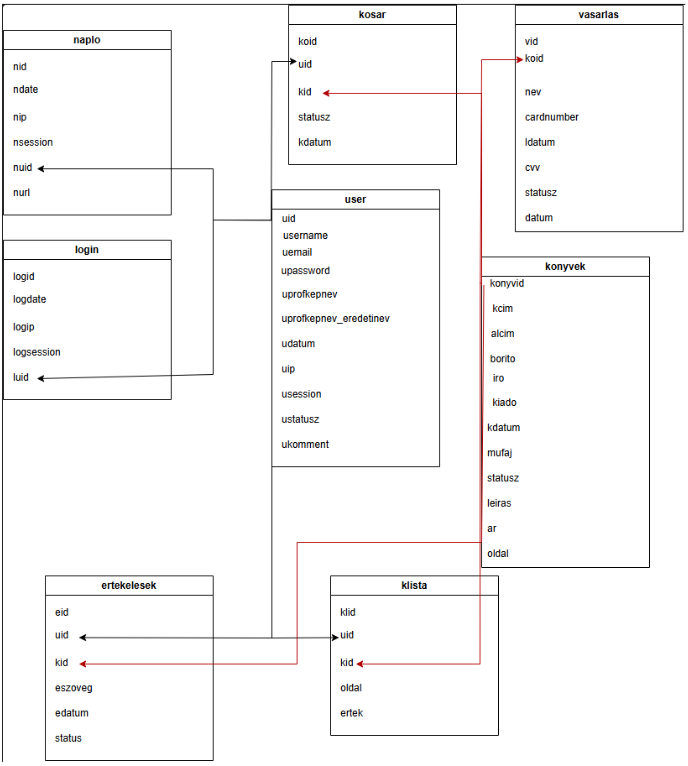 kosar
koid
uid
kid
statusz
kdatum
vasarlas
vid
koid
nev
cardnumber
ldatum
cvv
statusz
datum
naplo
nid
ndate
nip
nsession
nuid
nurl
user
uid
username
uemail
upassword
uprofkepnev
uprofkepnev_eredetinev
udatum
uip
usession
ustatusz
ukomment
login
logid
logdate
logip
logsession
luid
konyvek
konyvid
kcim
alcim
borito
iro
kiado
kdatum
mufaj
statusz
leiras
ar
oldal
ertekelesek
eid
uid
kid
eszoveg
edatum
status
klista
klid
uid
kid
oldal
ertek